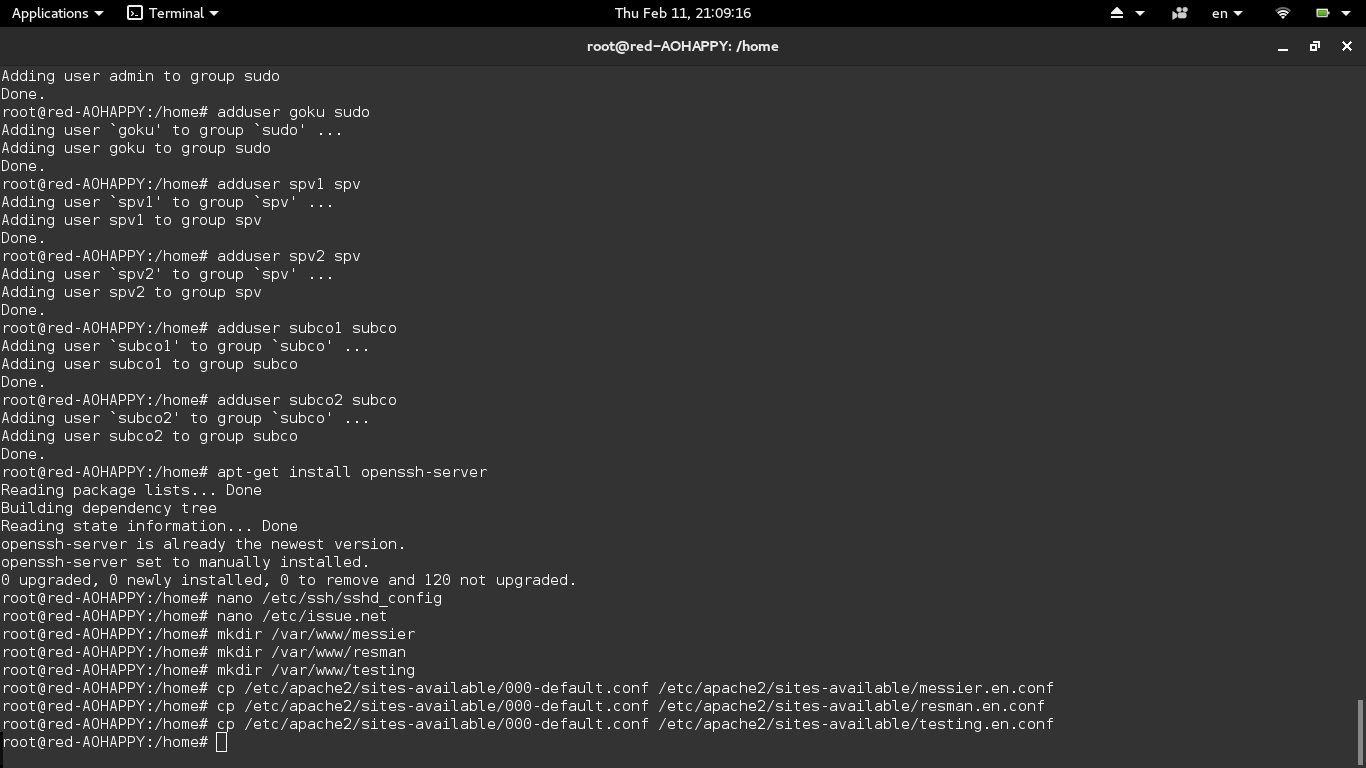 Applications Terminal Thu Feb 11, 21:09:16 en
root@red-AOHAPPY: /home
Adding user admin to group sudo
Done.
root@red-AOHAPPY:/home# adduser goku sudo
Adding user `goku' to group `sudo' ...
Adding user goku to group sudo
Done.
root@red-AOHAPPY:/home# adduser spv1 spv
Adding user `spv1' to group `spv' ...
Adding user spv1 to group spv
Done.
root@red-AOHAPPY:/home# adduser spv2 spv
Adding user `spv2' to group `spv' ...
Adding user spv2 to group spv
Done.
root@red-AOHAPPY:/home# adduser subco1 subco
Adding user `subco1' to group `subco' ...
Adding user subco1 to group subco
Done.
root@red-AOHAPPY:/home# adduser subco2 subco
Adding user `subco2' to group `subco' ...
Adding user subco2 to group subco
Done.
root@red-AOHAPPY:/home# apt-get install openssh-server
Reading package lists... Done
Building dependency tree
Reading state information... Done
openssh-server is already the newest version.
openssh-server set to manually installed.
0 upgraded, 0 newly installed, 0 to remove and 120 not upgraded.
root@red-AOHAPPY:/home# nano /etc/ssh/sshd_config
root@red-AOHAPPY:/home# nano /etc/issue.net
root@red-AOHAPPY:/home# mkdir /var/www/messier
root@red-AOHAPPY:/home# mkdir /var/www/resman
root@red-AOHAPPY:/home# mkdir /var/www/testing
root@red-AOHAPPY:/home# cp /etc/apache2/sites-available/000-default.conf /etc/apache2/sites-available/messier.en.conf
root@red-AOHAPPY:/home# cp /etc/apache2/sites-available/000-default.conf /etc/apache2/sites-available/resman.en.conf
root@red-AOHAPPY:/home# cp /etc/apache2/sites-available/000-default.conf /etc/apache2/sites-available/testing.en.conf
root@red-AOHAPPY:/home#